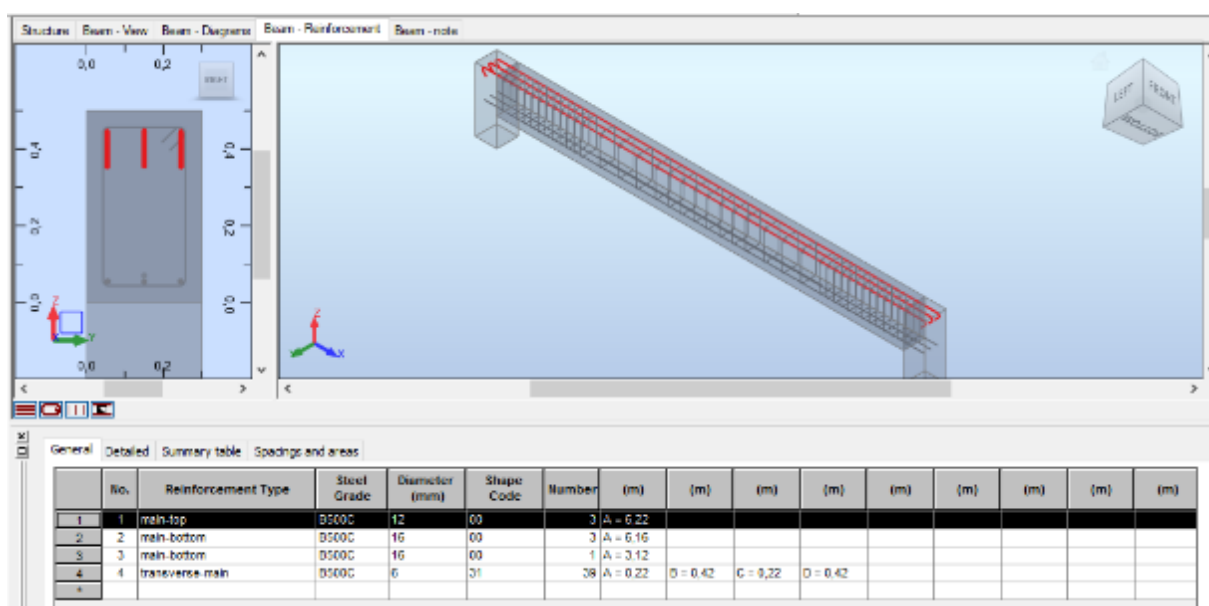 Structure Beam - View Beam - Diagrams Beam - Reinforcement Beam - note
0,0 0,2
0,4 0,4
0,2 0,2
0,0 0,0
Z
Y
0,0 0,2
LEFT FRONT
Z
Y X
General Detailed Summary table Spacings and areas
No. Reinforcement Type Steel Grade Diameter (mm) Shape Code Number (m) (m) (m) (m) (m) (m) (m) (m) (m)
1 1 main-top B500C 12 00 3 A = 6,22
2 2 main-bottom B500C 16 00 3 A = 6,16
3 3 main-bottom B500C 16 00 1 A = 3,12
4 4 transverse-main B500C 6 31 39 A = 0,22 B = 0,42 C = 0,22 D = 0,42
*